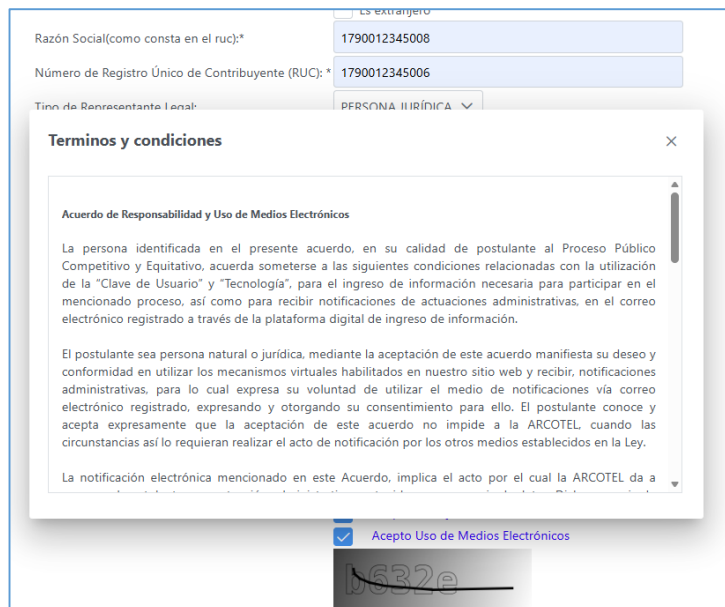 Es extranjero
Razón Social(como consta en el ruc):* 1790012345008
Número de Registro Único de Contribuyente (RUC): * 1790012345006
Tipo de Representante Legal: PERSONA JURÍDICA
Terminos y condiciones
Acuerdo de Responsabilidad y Uso de Medios Electrónicos
La persona identificada en el presente acuerdo, en su calidad de postulante al Proceso Público
Competitivo y Equitativo, acuerda someterse a las siguientes condiciones relacionadas con la utilización
de la “Clave de Usuario” y “Tecnología”, para el ingreso de información necesaria para participar en el
mencionado proceso, así como para recibir notificaciones de actuaciones administrativas, en el correo
electrónico registrado a través de la plataforma digital de ingreso de información.
El postulante sea persona natural o jurídica, mediante la aceptación de este acuerdo manifiesta su deseo y
conformidad en utilizar los mecanismos virtuales habilitados en nuestro sitio web y recibir, notificaciones
administrativas, para lo cual expresa su voluntad de utilizar el medio de notificaciones vía correo
electrónico registrado, expresando y otorgando su consentimiento para ello. El postulante conoce y
acepta expresamente que la aceptación de este acuerdo no impide a la ARCOTEL, cuando las
circunstancias así lo requieran realizar el acto de notificación por los otros medios establecidos en la Ley.
La notificación electrónica mencionado en este Acuerdo, implica el acto por el cual la ARCOTEL da a
Acepto Uso de Medios Electrónicos
b632e